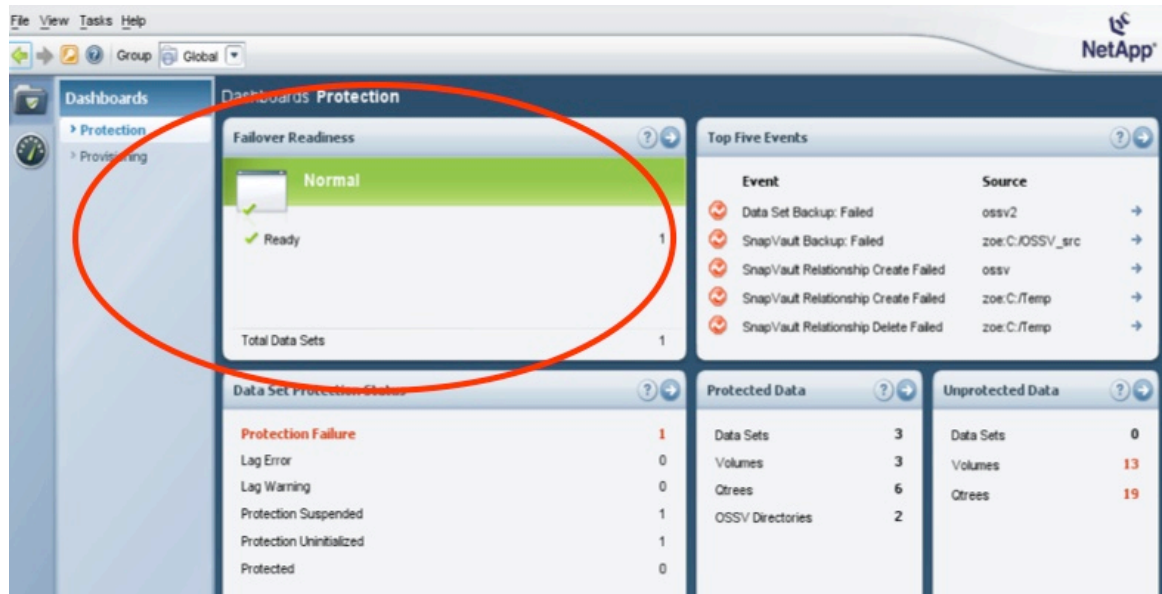 File View Tasks Help
Group Global
NetApp
Dashboards
Protection
Provisioning
Dashboards Protection
Failover Readiness
Normal
Ready 1
Total Data Sets 1
Top Five Events
Event Source
Data Set Backup: Failed ossv2
SnapVault Backup: Failed zoe:C:/OSSV_src
SnapVault Relationship Create Failed ossv
SnapVault Relationship Create Failed zoe:C:/Temp
SnapVault Relationship Delete Failed zoe:C:/Temp
Data Set Protection Status
Protection Failure 1
Lag Error 0
Lag Warning 0
Protection Suspended 1
Protection Uninitialized 1
Protected 0
Protected Data
Data Sets 3
Volumes 3
Qtrees 6
OSSV Directories 2
Unprotected Data
Data Sets 0
Volumes 13
Qtrees 19